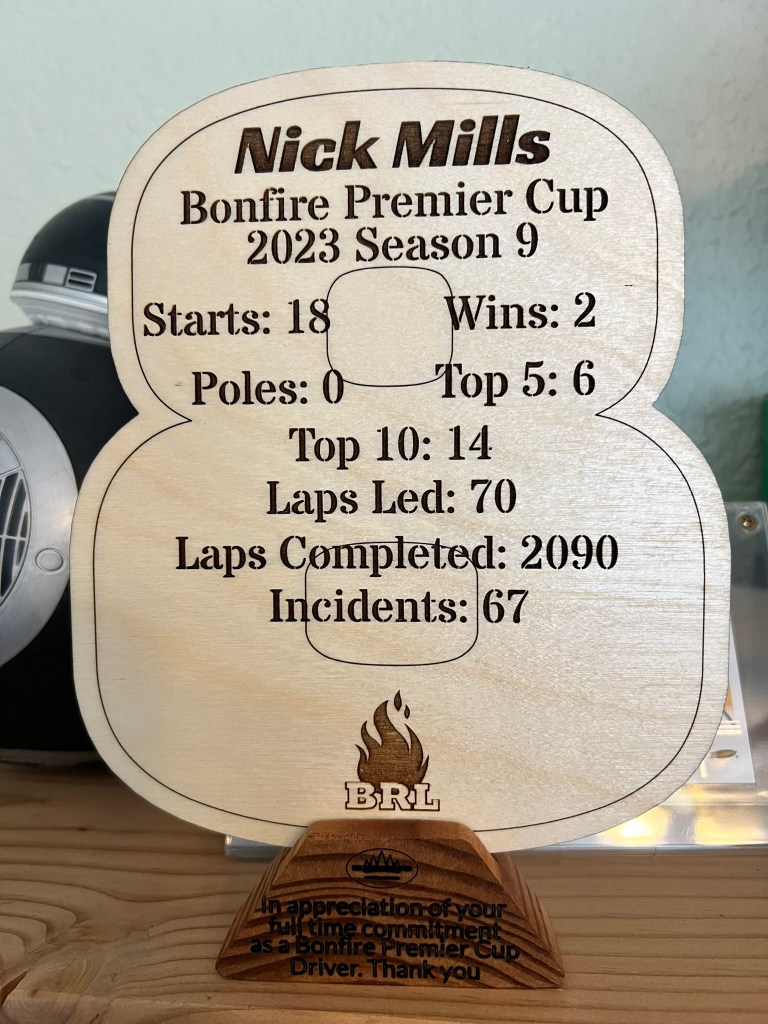 Nick Mills
Bonfire Premier Cup
2023 Season 9
Starts: 18 Wins: 2
Poles: 0 Top 5: 6
Top 10: 14
Laps Led: 70
Laps Completed: 2090
Incidents: 67
BRL
In appreciation of your
full time commitment
as a Bonfire Premier Cup
Driver. Thank you